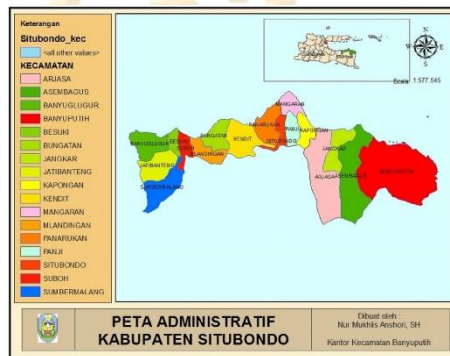 Keterangan
Situbondo_kec
<all other values>
KECAMATAN
ARJASA
ASEMBAGUS
BANYUGLUGUR
BANYUPUTIH
BESUKI
BUNGATAN
JANGKAR
JATIBANTENG
KAPONGAN
KENDIT
MANGARAN
MLANDINGAN
PANARUKAN
PANJI
SITUBONDO
SUBOH
SUMBERMALANG
N
W
E
S
Scala 1:577.545
MANGARAN
PANARUKAN
PANJI
KAPONGAN
SITUBONDO
BUNGATAN
KENDIT
BANYUGLUGUR
BESUKI
SUBOH
MLANDINGAN
JATIBANTENG
SUMBERMALANG
JANGKAR
ARJASA
ASEMBAGUS
BANYUPUTIH
PETA ADMINISTRATIF
KABUPATEN SITUBONDO
Dibuat oleh :
Nur Mukhlis Anshori, SH
Kantor Kecamatan Banyuputih